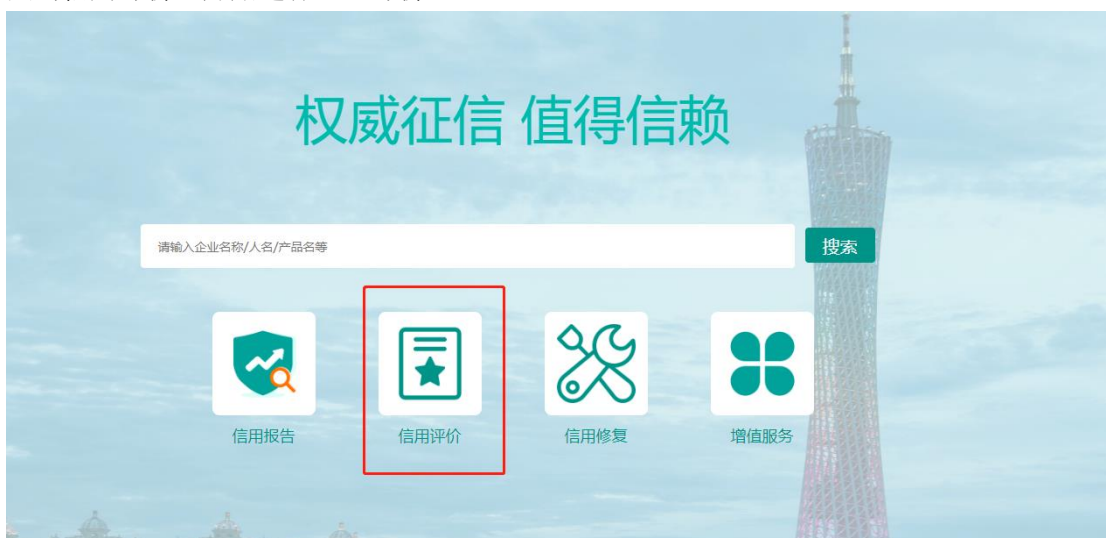 权威征信 值得信赖
请输入企业名称/人名/产品名等
搜索
信用报告
信用评价
信用修复
增值服务